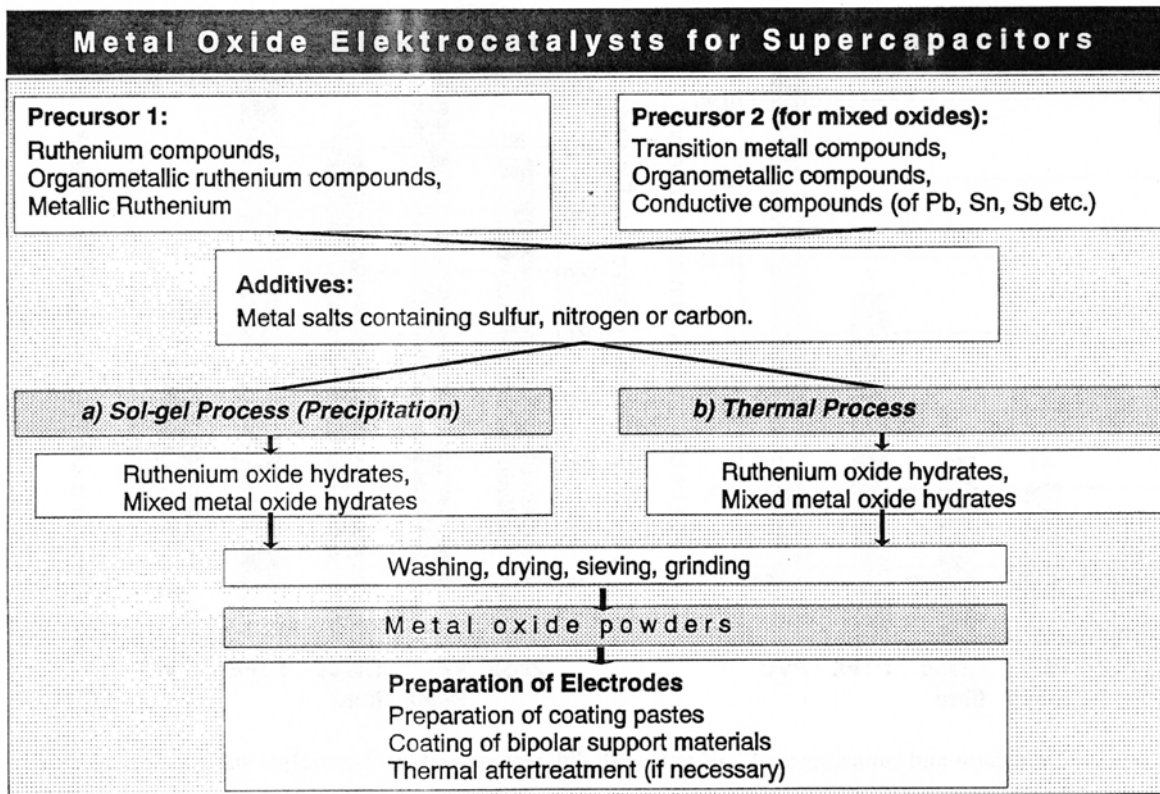 Metal Oxide Elektrocatalysts for Supercapacitors
Precursor 1:
Ruthenium compounds,
Organometallic ruthenium compounds,
Metallic Ruthenium
Precursor 2 (for mixed oxides):
Transition metall compounds,
Organometallic compounds,
Conductive compounds (of Pb, Sn, Sb etc.)
Additives:
Metal salts containing sulfur, nitrogen or carbon.
a) Sol-gel Process (Precipitation)
b) Thermal Process
Ruthenium oxide hydrates,
Mixed metal oxide hydrates
Ruthenium oxide hydrates,
Mixed metal oxide hydrates
Washing, drying, sieving, grinding
Metal oxide powders
Preparation of Electrodes
Preparation of coating pastes
Coating of bipolar support materials
Thermal aftertreatment (if necessary)